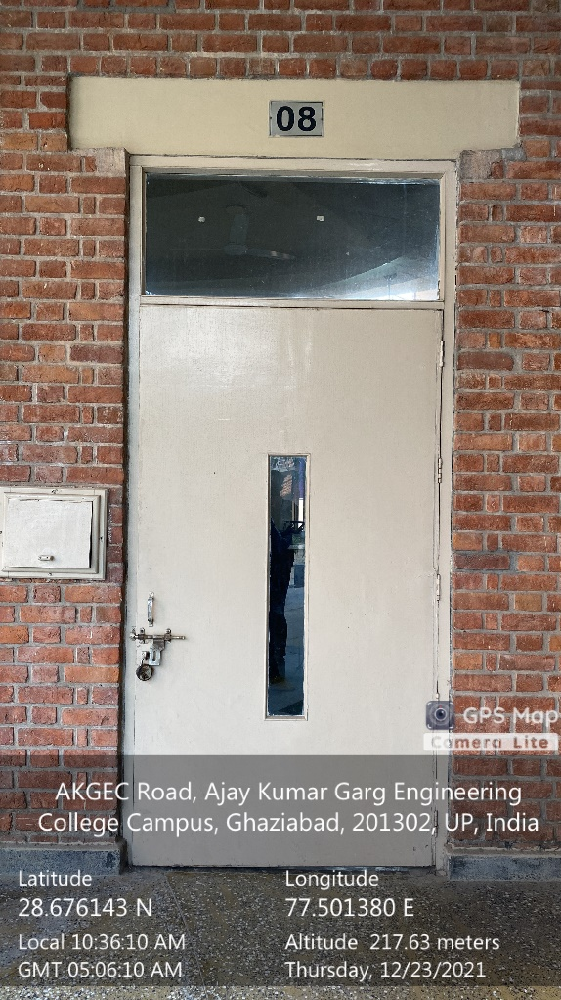 08
GPS Map
Camera Lite
AKGEC Road, Ajay Kumar Garg Engineering
College Campus, Ghaziabad, 201302, UP, India
Latitude
28.676143 N
Longitude
77.501380 E
Local 10:36:10 AM
GMT 05:06:10 AM
Altitude 217.63 meters
Thursday, 12/23/2021